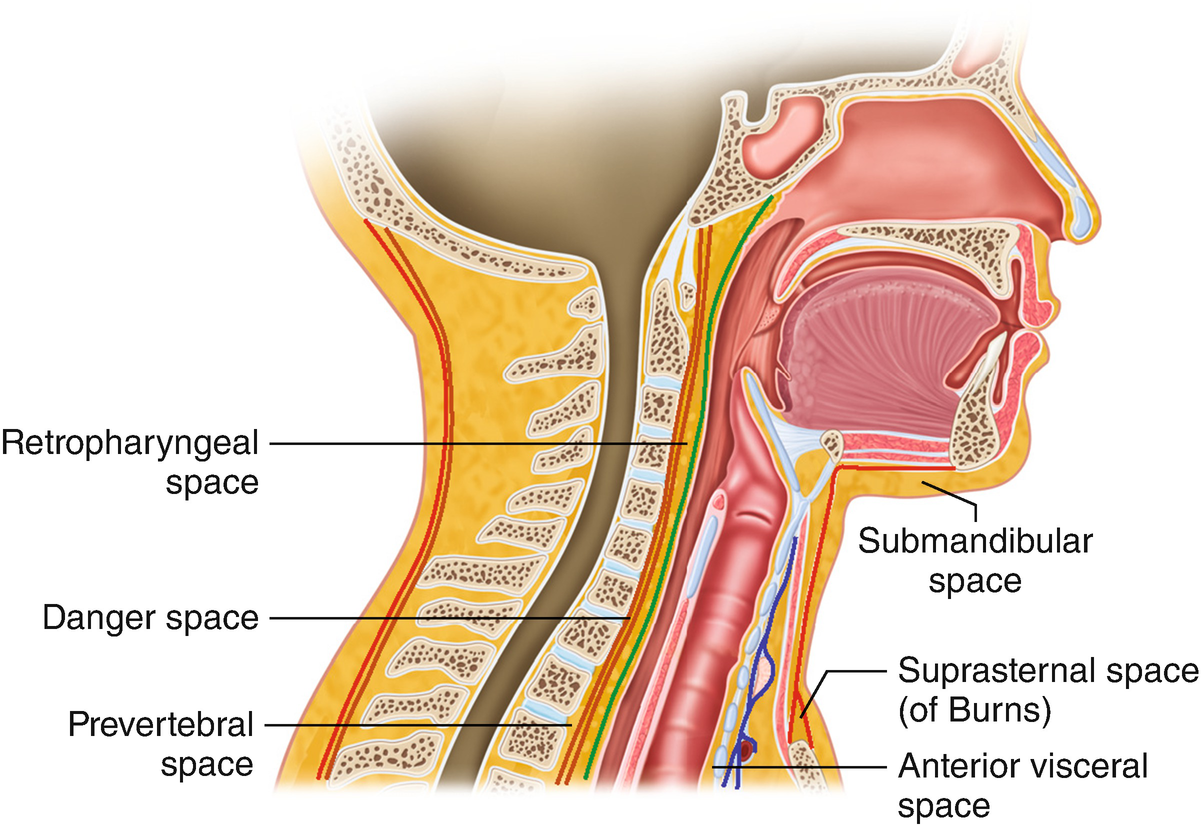 Retropharyngeal
space
Danger space
Prevertebral
space
Submandibular
space
Suprasternal space
(of Burns)
Anterior visceral
space